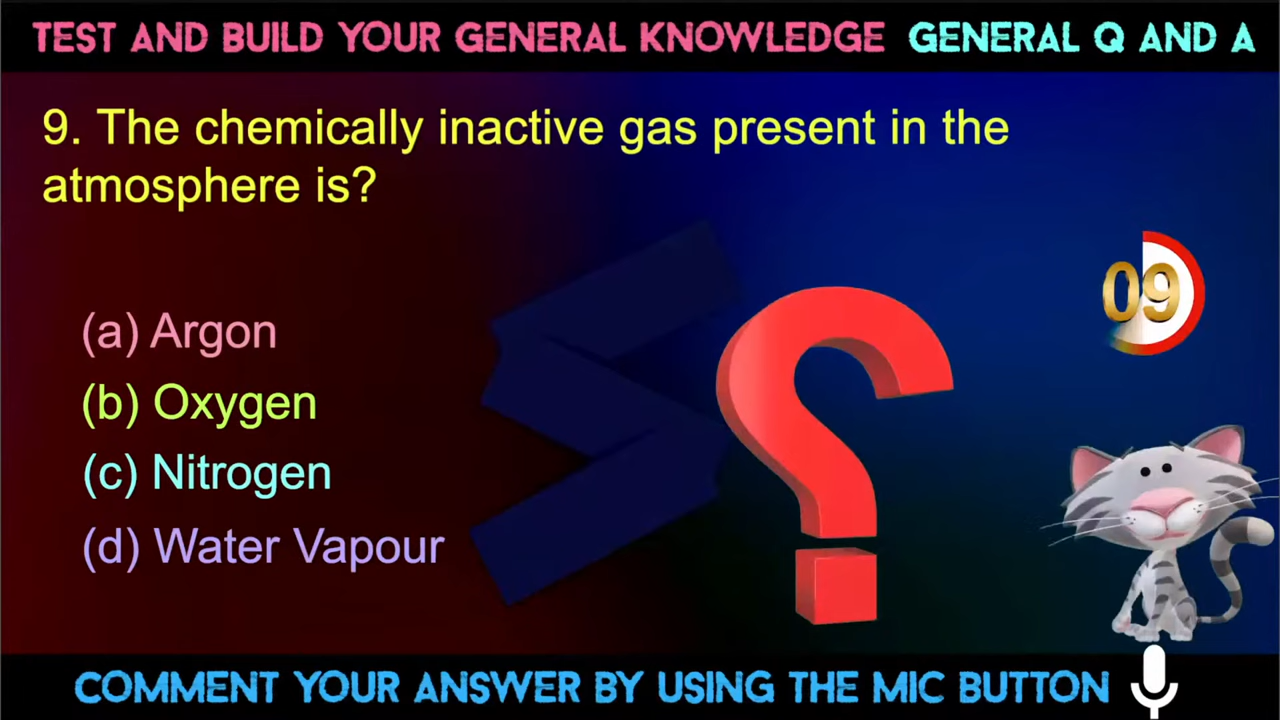 TEST AND BUILD YOUR GENERAL KNOWLEDGE GENERAL Q AND A
9. The chemically inactive gas present in the
atmosphere is?
09
(a) Argon
(b) Oxygen
(c) Nitrogen
(d) Water Vapour
COMMENT YOUR ANSWER BY USING THE MIC BUTTON